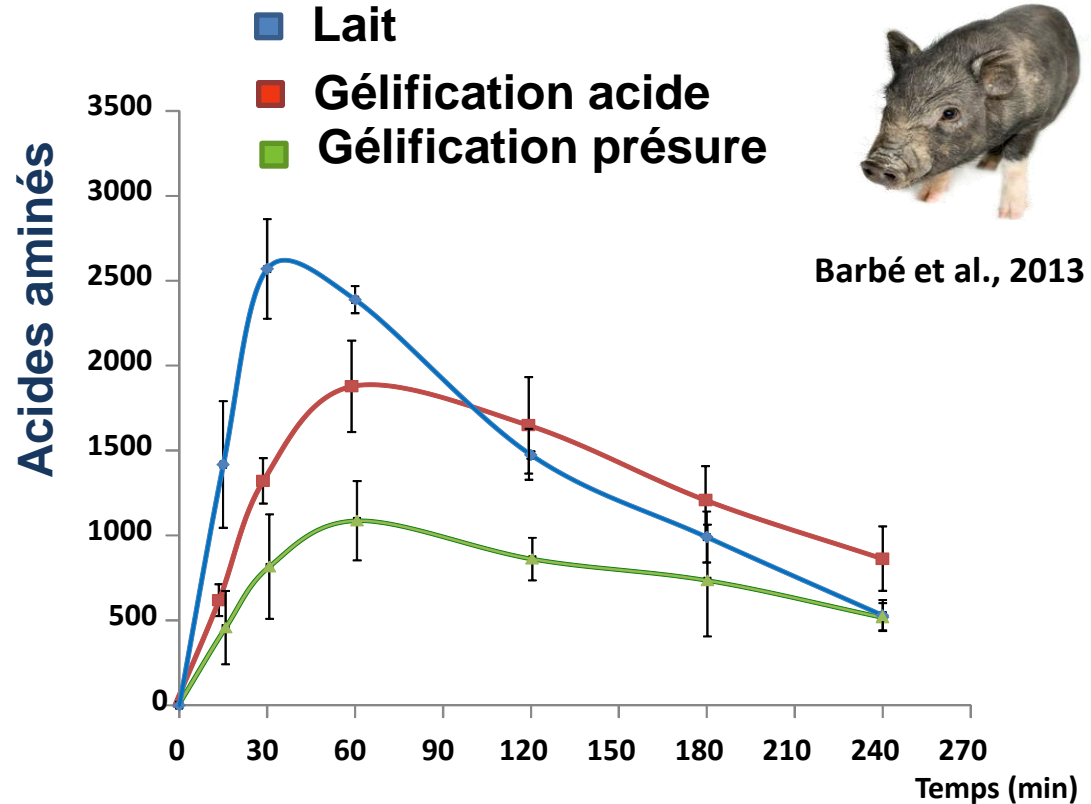 Lait
Gélification acide
Gélification présure
Barbé et al., 2013
Acides aminés
3500
3000
2500
2000
1500
1000
500
0
0 30 60 90 120 150 180 210 240 270
Temps (min)